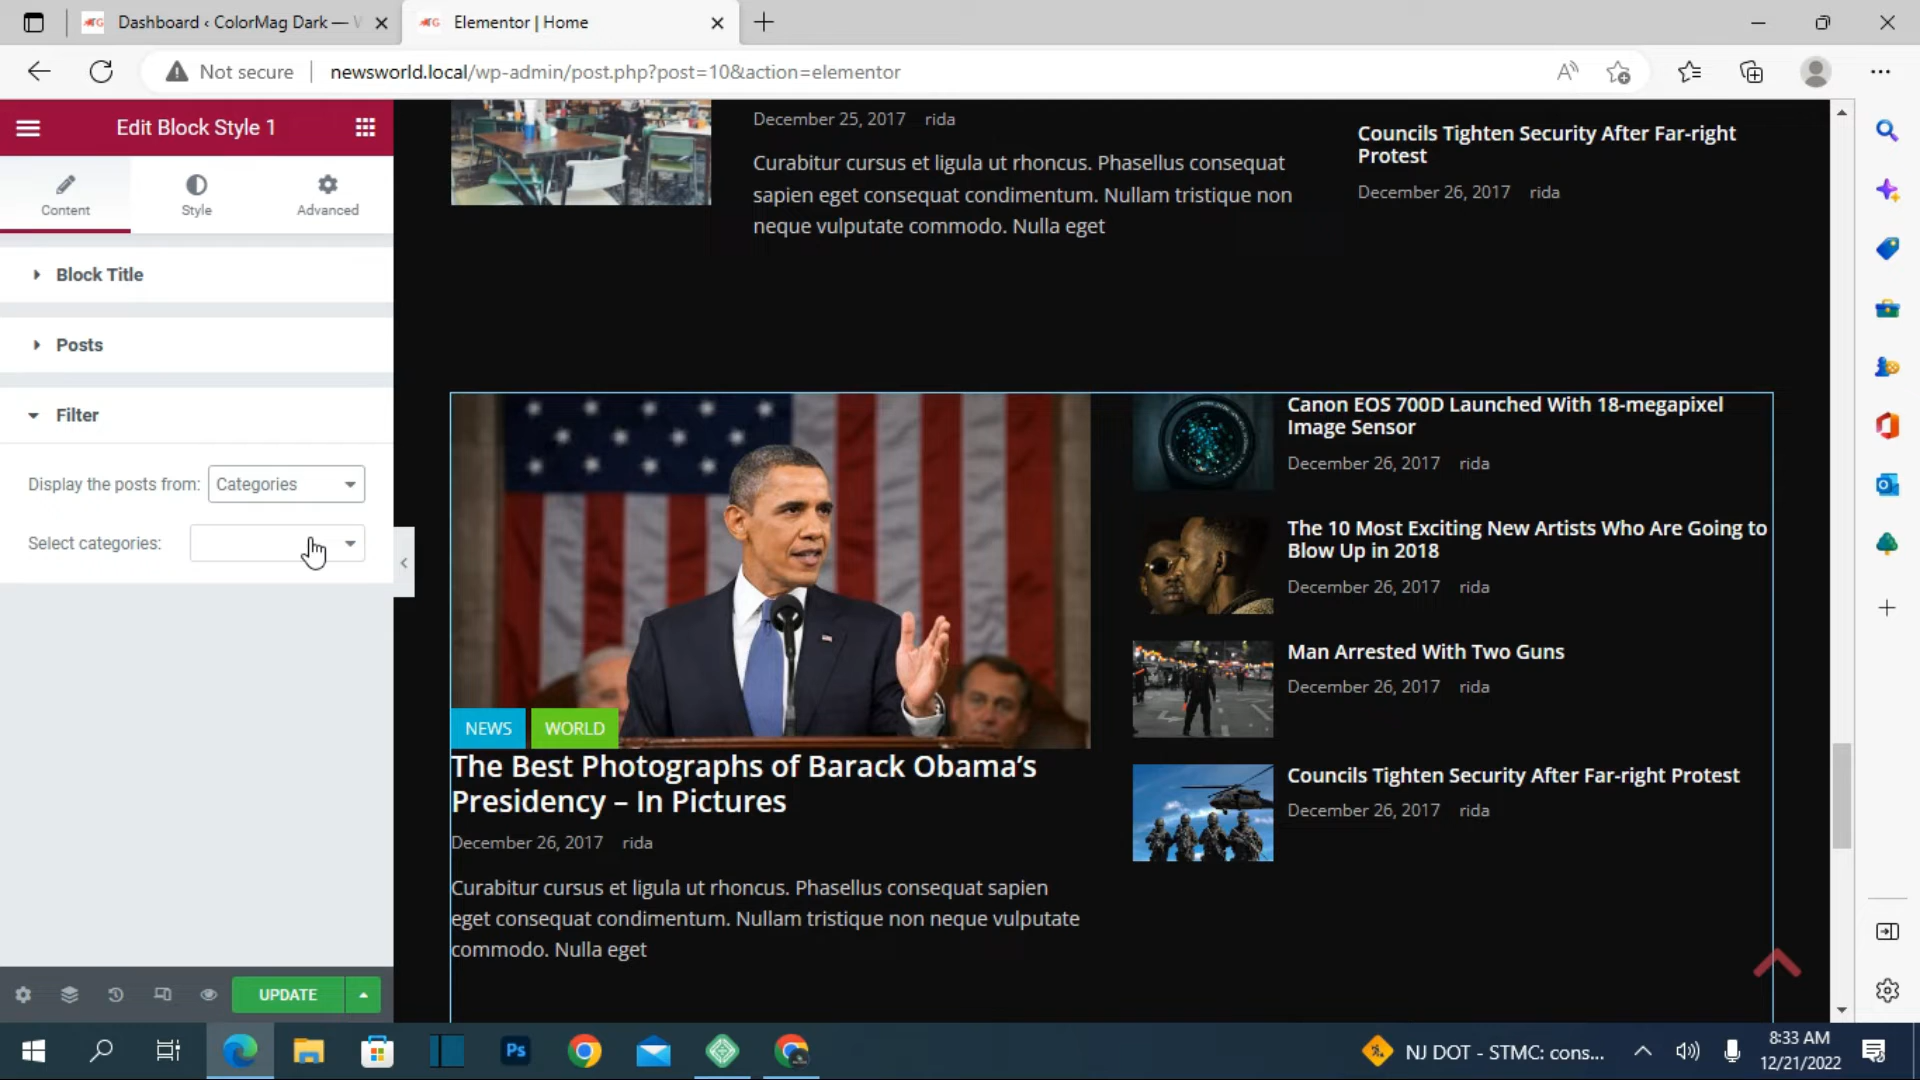 Dashboard ‹ ColorMag Dark — W
Elementor | Home
Not secure
newsworld.local/wp-admin/post.php?post=10&action=elementor
Edit Block Style 1
Content
Style
Advanced
Block Title
Posts
Filter
Display the posts from:
Categories
Select categories:
UPDATE
December 25, 2017 rida
Curabitur cursus et ligula ut rhoncus. Phasellus consequat
sapien eget consequat condimentum. Nullam tristique non
neque vulputate commodo. Nulla eget
Councils Tighten Security After Far-right
Protest
December 26, 2017 rida
NEWS
WORLD
The Best Photographs of Barack Obama’s
Presidency – In Pictures
December 26, 2017 rida
Curabitur cursus et ligula ut rhoncus. Phasellus consequat sapien
eget consequat condimentum. Nullam tristique non neque vulputate
commodo. Nulla eget
Canon EOS 700D Launched With 18-megapixel
Image Sensor
December 26, 2017 rida
The 10 Most Exciting New Artists Who Are Going to
Blow Up in 2018
December 26, 2017 rida
Man Arrested With Two Guns
December 26, 2017 rida
Councils Tighten Security After Far-right Protest
December 26, 2017 rida
Ps
NJ DOT - STMC: cons...
8:33 AM
12/21/2022